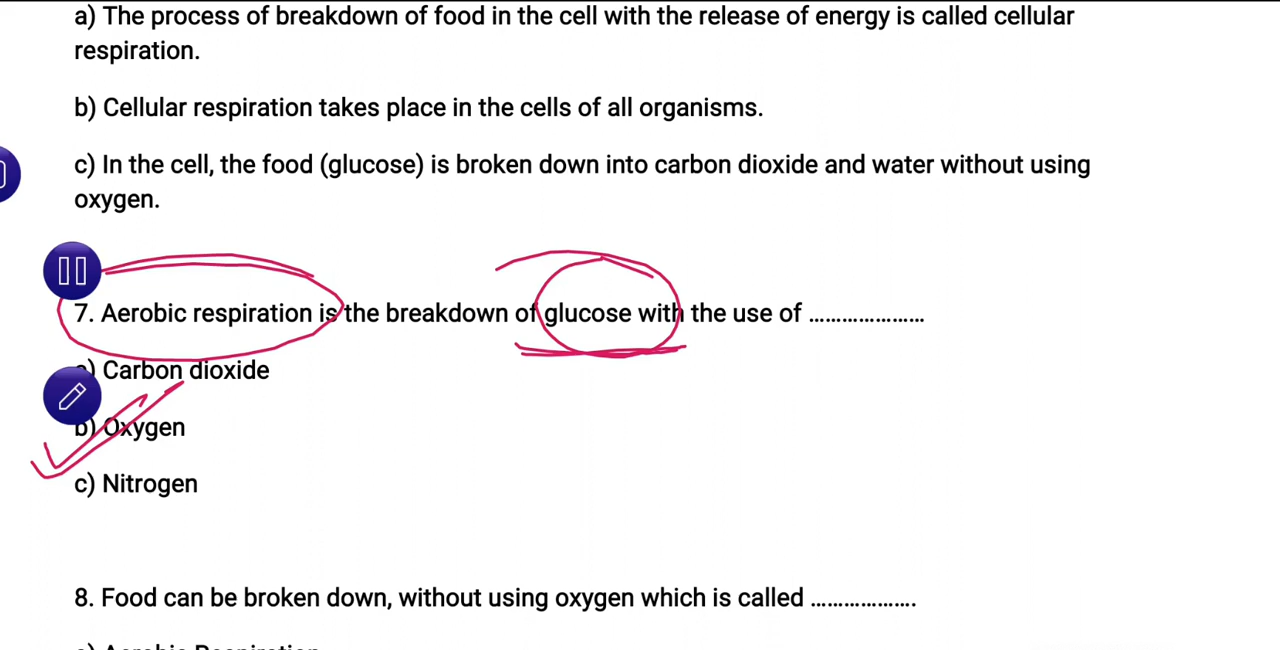 a) The process of breakdown of food in the cell with the release of energy is called cellular
respiration.
b) Cellular respiration takes place in the cells of all organisms.
c) In the cell, the food (glucose) is broken down into carbon dioxide and water without using
oxygen.
7. Aerobic respiration is the breakdown of glucose with the use of ....................
a) Carbon dioxide
b) Oxygen
c) Nitrogen
8. Food can be broken down, without using oxygen which is called ...................
a) Aerobic Respiration